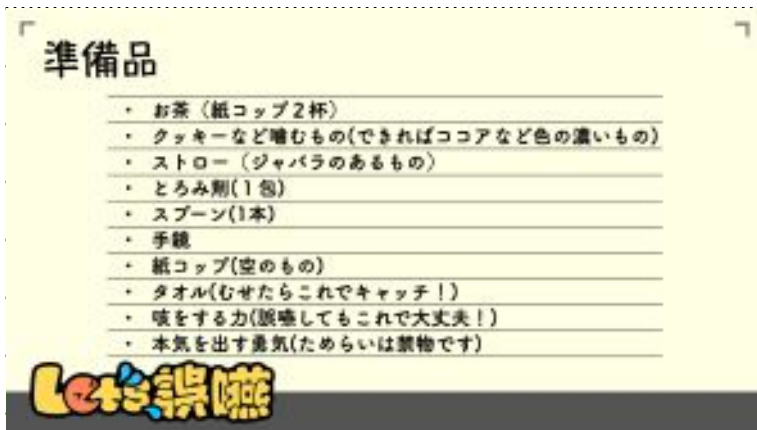 準備品
・ お茶（紙コップ２杯）
・ クッキーなど噛むもの(できればココアなど色の濃いもの)
・ ストロー（ジャバラのあるもの）
・ とろみ剤(１包)
・ スプーン(1本)
・ 手鏡
・ 紙コップ(空のもの)
・ タオル(むせたらこれでキャッチ！)
・ 咳をする力(誤嚥してもこれで大丈夫！)
・ 本気を出す勇気(ためらいは禁物です)
Let's誤嚥